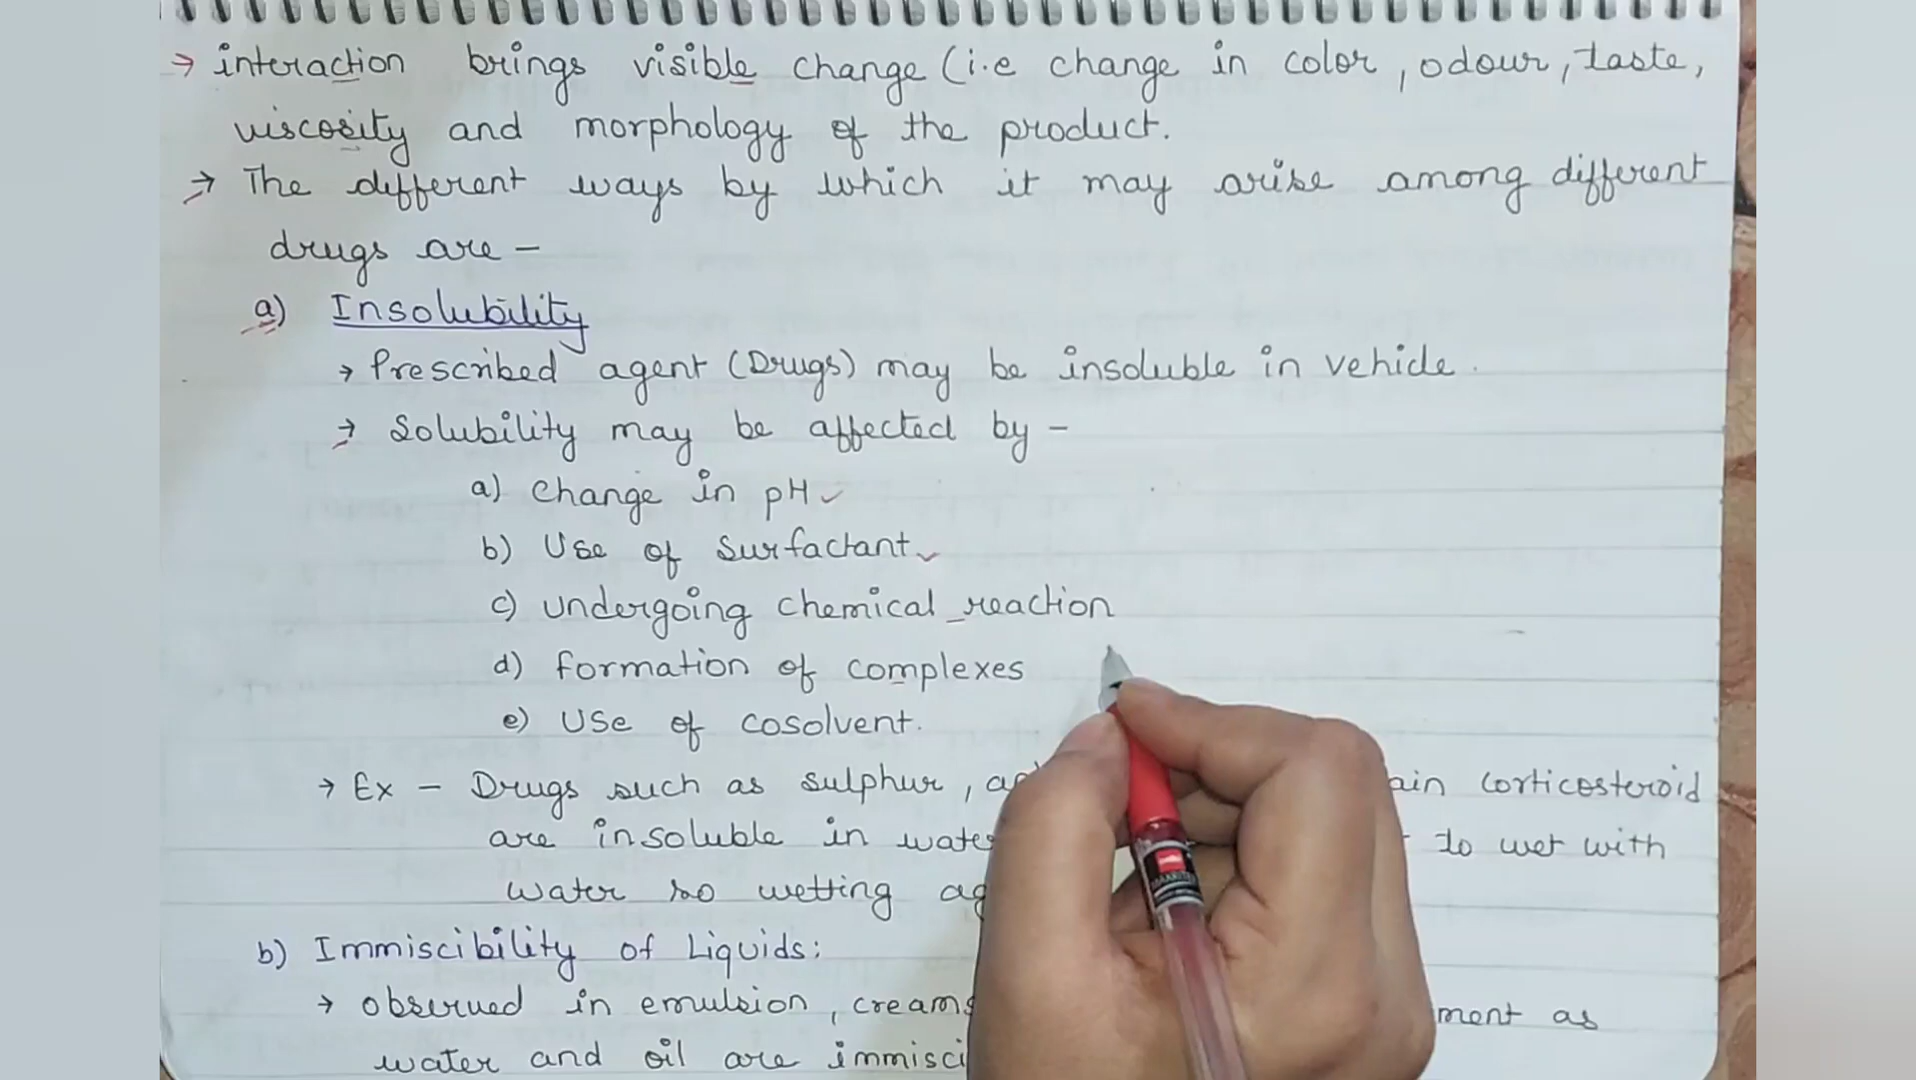 → interaction brings visible change (i.e change in color, odour, taste,
viscosity and morphology of the product.
→ The different ways by which it may arise among different
drugs are -
a) Insolubility
→ Prescribed agent (Drugs) may be insoluble in vehicle.
→ Solubility may be affected by -
a) change in pH
b) Use of surfactant
c) undergoing chemical reaction
d) formation of complexes
e) Use of cosolvent.
→ Ex - Drugs such as sulphur, corticosteroid
are insoluble in to wet with
water so wetting
b) Immiscibility of Liquids:
→ observed in emulsion, creams as
water and oil are